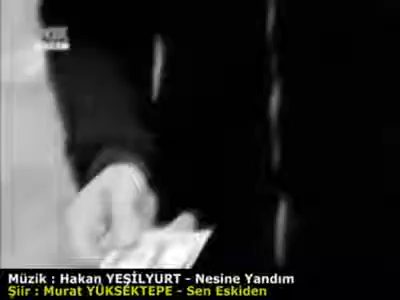 Müzik : Hakan YEŞİLYURT - Nesine Yandım
Şiir : Murat YÜKSEKTEPE - Sen Eskiden